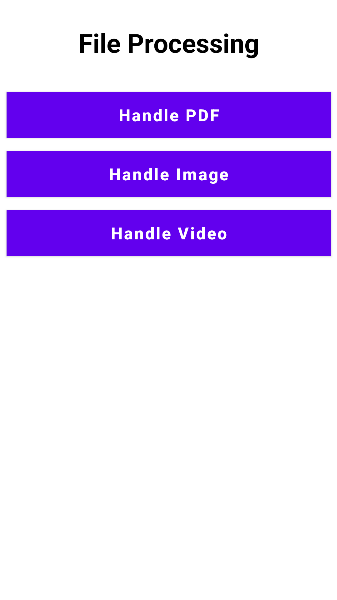 File Processing
Handle PDF
Handle Image
Handle Video